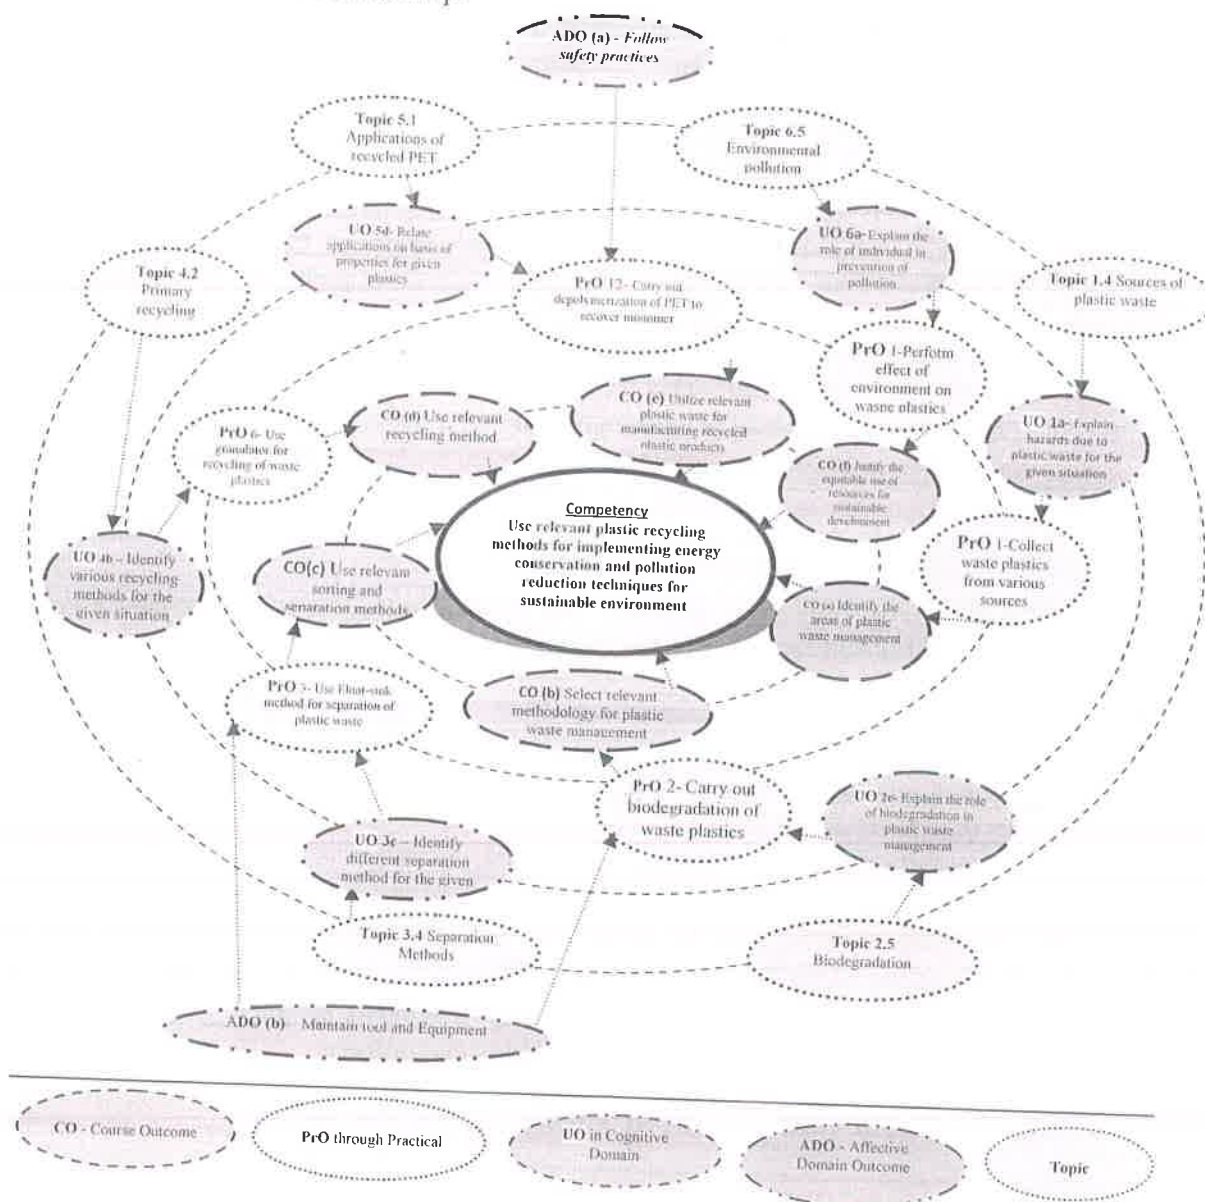 ADO (a) - Follow
safety practices
Topic 5.1
Applications of
recycled PET
Topic 6.5
Environmental
pollution
UO 5d- Relate
applications on basis of
properties for given
plastics
UO 6a- Explain the
role of individual in
prevention of
pollution.
Topic 4.2
Primary
recycling
PrO 12- Carry out
depolymerization of PET to
recover monomer
Topic 1.4 Sources of
plastic waste
PrO 1-Perform
effect of
environment on
waste plastics
CO (d) Use relevant
recycling method
CO (e) Utilize relevant
plastic waste for
manufacturing recycled
plastic products
PrO 6- Use
granulator for
recycling of waste
plastics
UO 1a- Explain
hazards due to
plastic waste for the
given situation
CO (f) Justify the
equitable use of
resources for
sustainable
development
Competency
Use relevant plastic recycling
methods for implementing energy
conservation and pollution
reduction techniques for
sustainable environment
UO 4b - Identify
various recycling
methods for the
given situation
CO(c) Use relevant
sorting and
separation methods
PrO 1-Collect
waste plastics
from various
sources
CO (a) Identify the
areas of plastic
waste management
PrO 3- Use Float-sink
method for separation of
plastic waste
CO (b) Select relevant
methodology for plastic
waste management
PrO 2- Carry out
biodegradation of
waste plastics
UO 2e- Explain the role
of biodegradation in
plastic waste
management
UO 3c – Identify
different separation
method for the given
Topic 3.4 Separation
Methods
Topic 2.5
Biodegradation
ADO (b) - Maintain tool and Equipment
CO - Course Outcome
PrO through Practical
UO in Cognitive
Domain
ADO - Affective
Domain Outcome
Topic